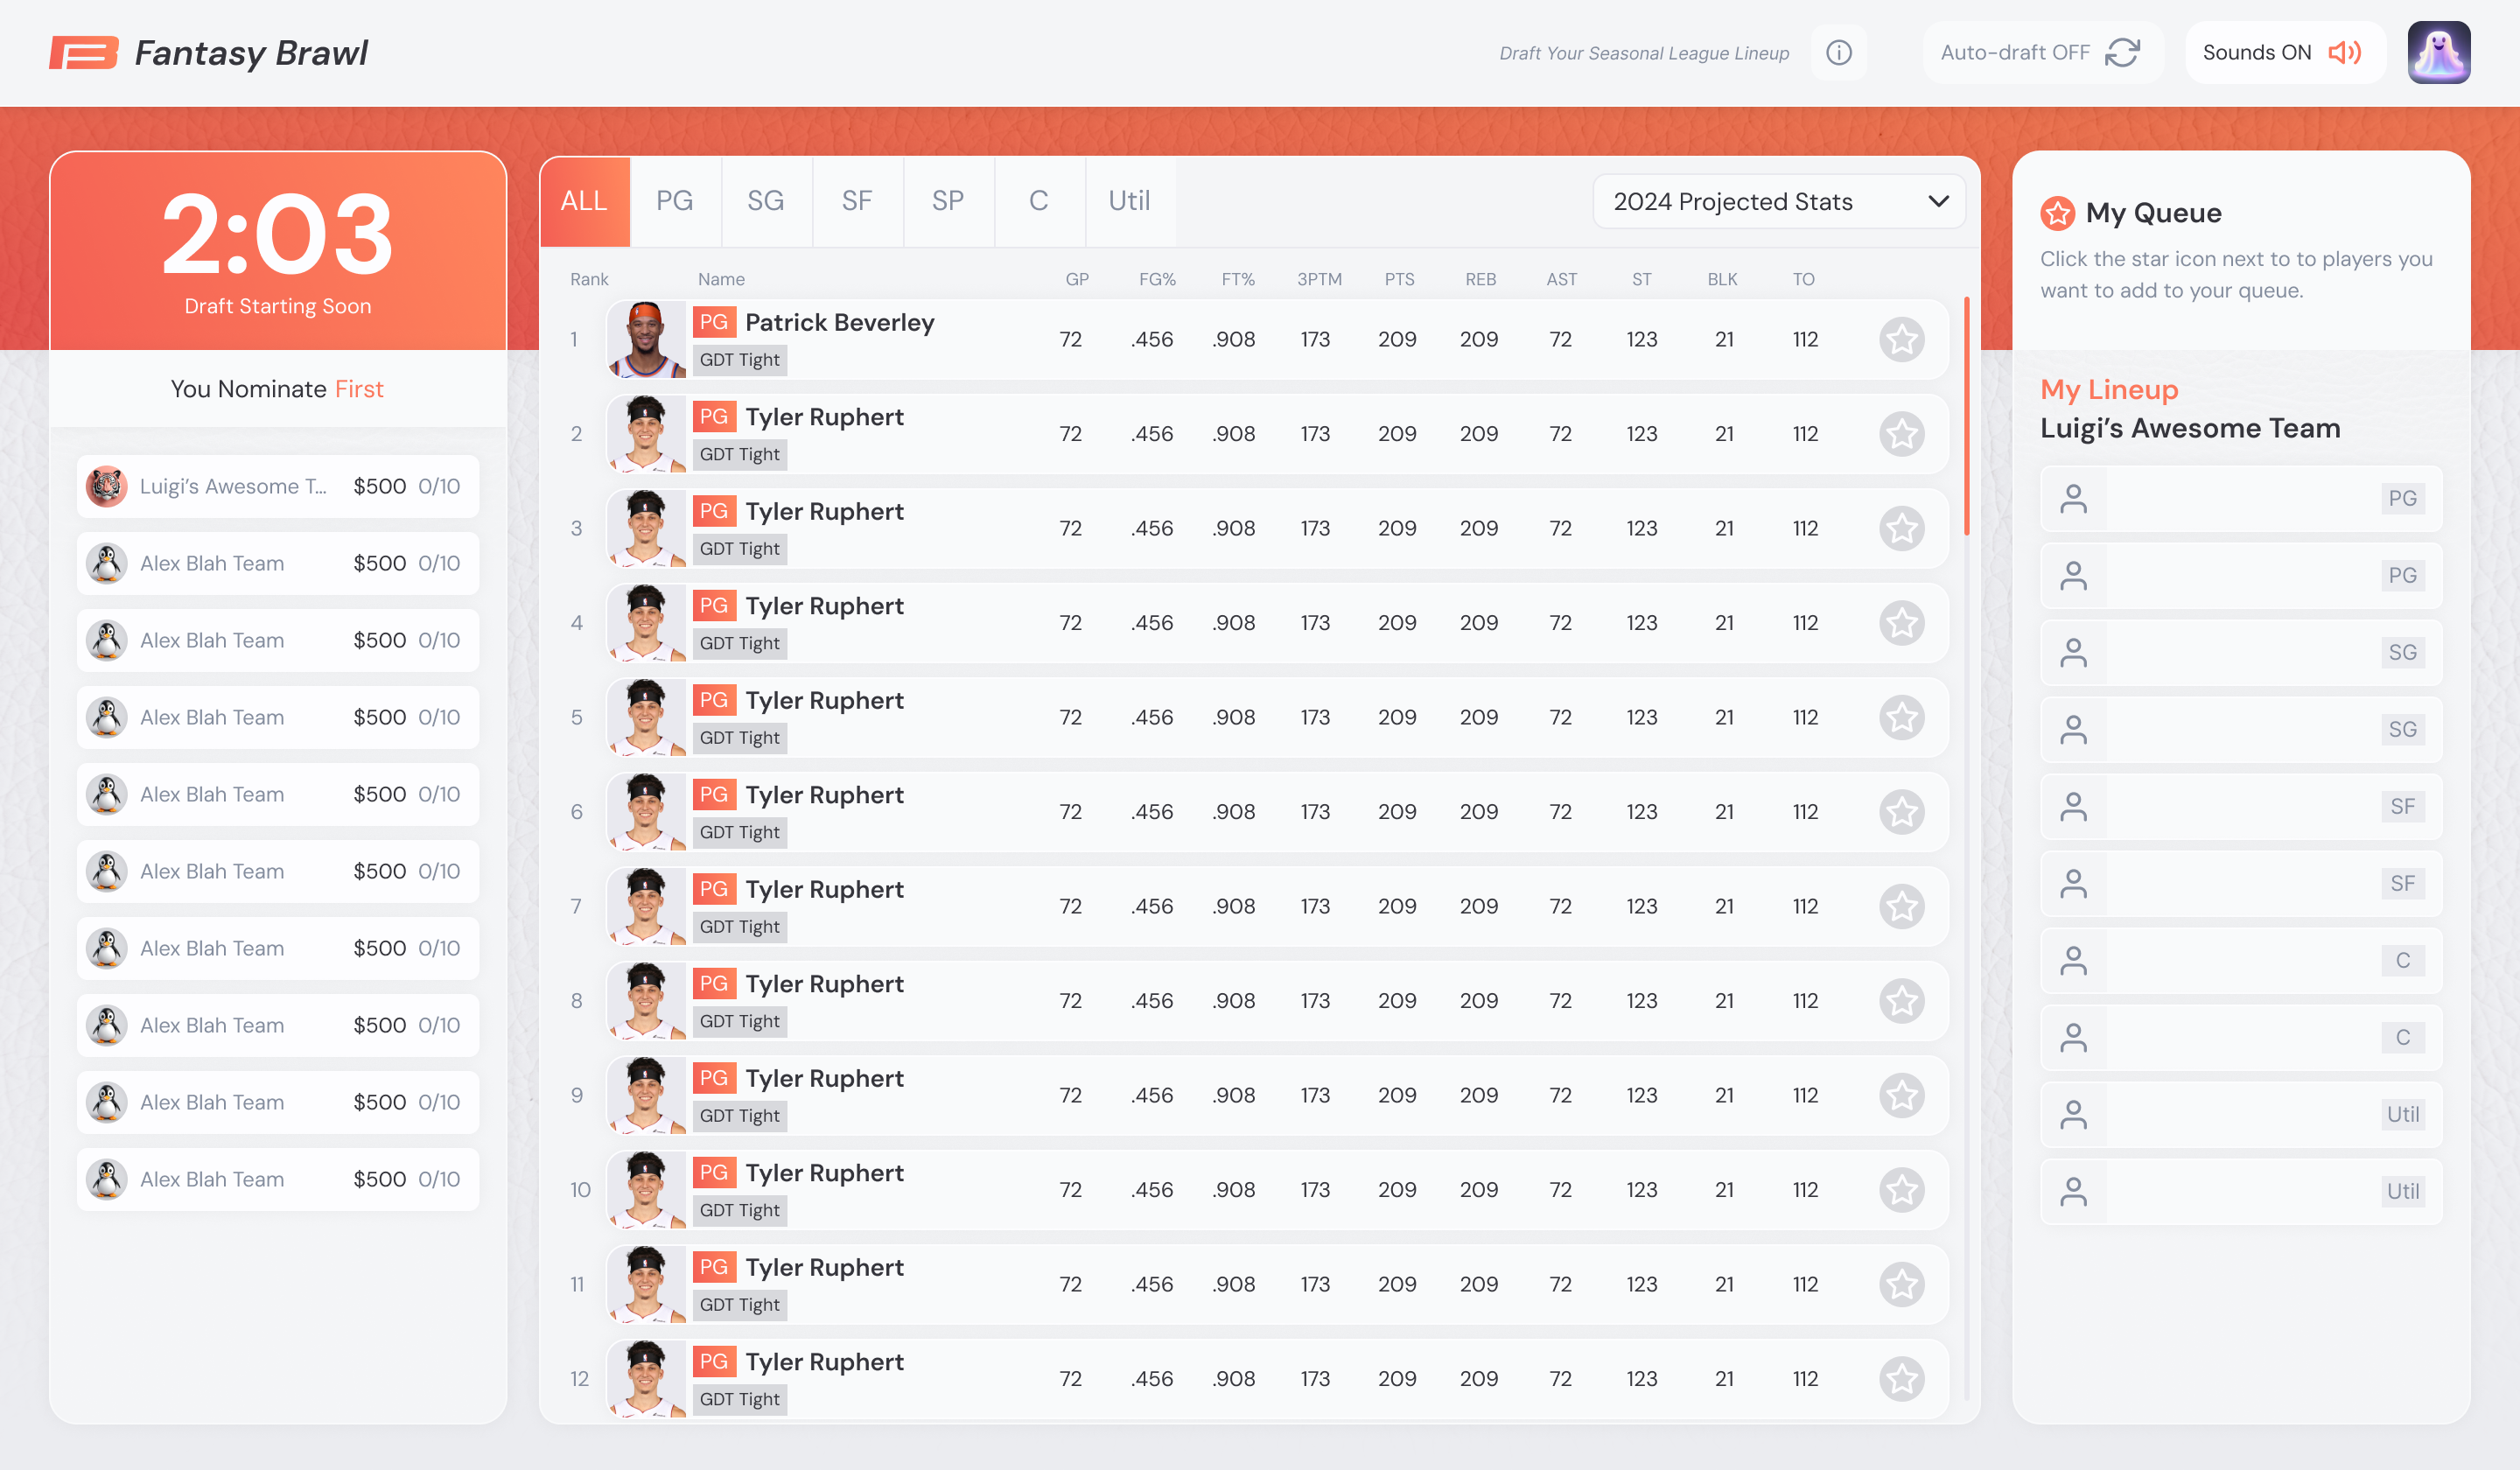 Fantasy Brawl
Draft Your Seasonal League Lineup
Auto-draft OFF
Sounds ON
2:03
Draft Starting Soon
You Nominate First
Luigi's Awesome T... $500 0/10
Alex Blah Team $500 0/10
Alex Blah Team $500 0/10
Alex Blah Team $500 0/10
Alex Blah Team $500 0/10
Alex Blah Team $500 0/10
Alex Blah Team $500 0/10
Alex Blah Team $500 0/10
Alex Blah Team $500 0/10
Alex Blah Team $500 0/10
ALL PG SG SF SP C Util
2024 Projected Stats
Rank Name GP FG% FT% 3PTM PTS REB AST ST BLK TO
1 PG Patrick Beverley 72 .456 .908 173 209 209 72 123 21 112
GDT Tight
2 PG Tyler Ruphert 72 .456 .908 173 209 209 72 123 21 112
GDT Tight
3 PG Tyler Ruphert 72 .456 .908 173 209 209 72 123 21 112
GDT Tight
4 PG Tyler Ruphert 72 .456 .908 173 209 209 72 123 21 112
GDT Tight
5 PG Tyler Ruphert 72 .456 .908 173 209 209 72 123 21 112
GDT Tight
6 PG Tyler Ruphert 72 .456 .908 173 209 209 72 123 21 112
GDT Tight
7 PG Tyler Ruphert 72 .456 .908 173 209 209 72 123 21 112
GDT Tight
8 PG Tyler Ruphert 72 .456 .908 173 209 209 72 123 21 112
GDT Tight
9 PG Tyler Ruphert 72 .456 .908 173 209 209 72 123 21 112
GDT Tight
10 PG Tyler Ruphert 72 .456 .908 173 209 209 72 123 21 112
GDT Tight
11 PG Tyler Ruphert 72 .456 .908 173 209 209 72 123 21 112
GDT Tight
12 PG Tyler Ruphert 72 .456 .908 173 209 209 72 123 21 112
GDT Tight
My Queue
Click the star icon next to to players you
want to add to your queue.
My Lineup
Luigi's Awesome Team
PG
PG
SG
SG
SF
SF
C
C
Util
Util